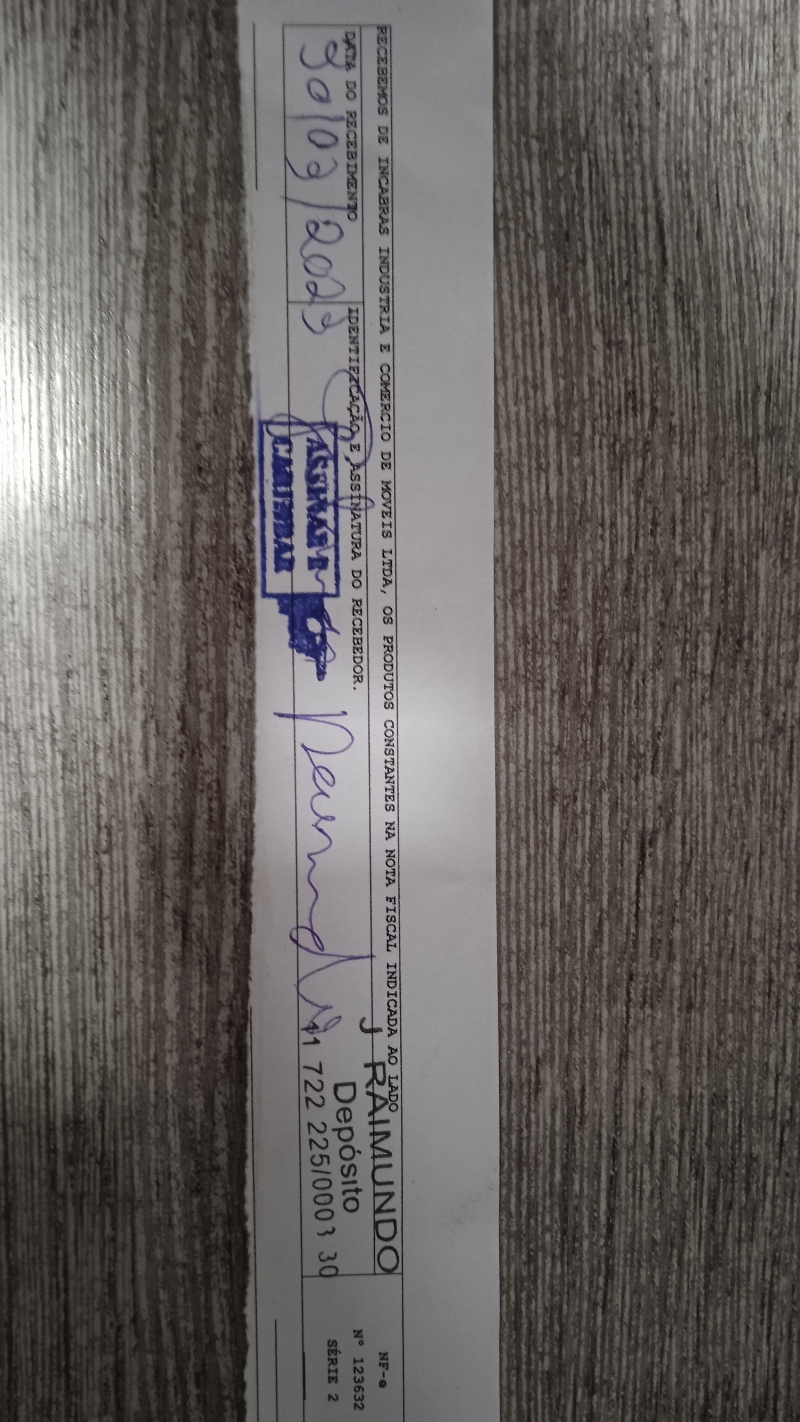 RECEBEMOS DE INCABRAS INDUSTRIA E COMERCIO DE MOVEIS LTDA, OS PRODUTOS CONSTANTES NA NOTA FISCAL INDICADA AO LADO
DATA DO RECEBIMENTO
30/03/2023
IDENTIFICAÇÃO E ASSINATURA DO RECEBEDOR.
ASSINAR E
CARIMBAR
J RAIMUNDO
Depósito
722 225/0003 30
NF-e
Nº 123632
SÉRIE 2